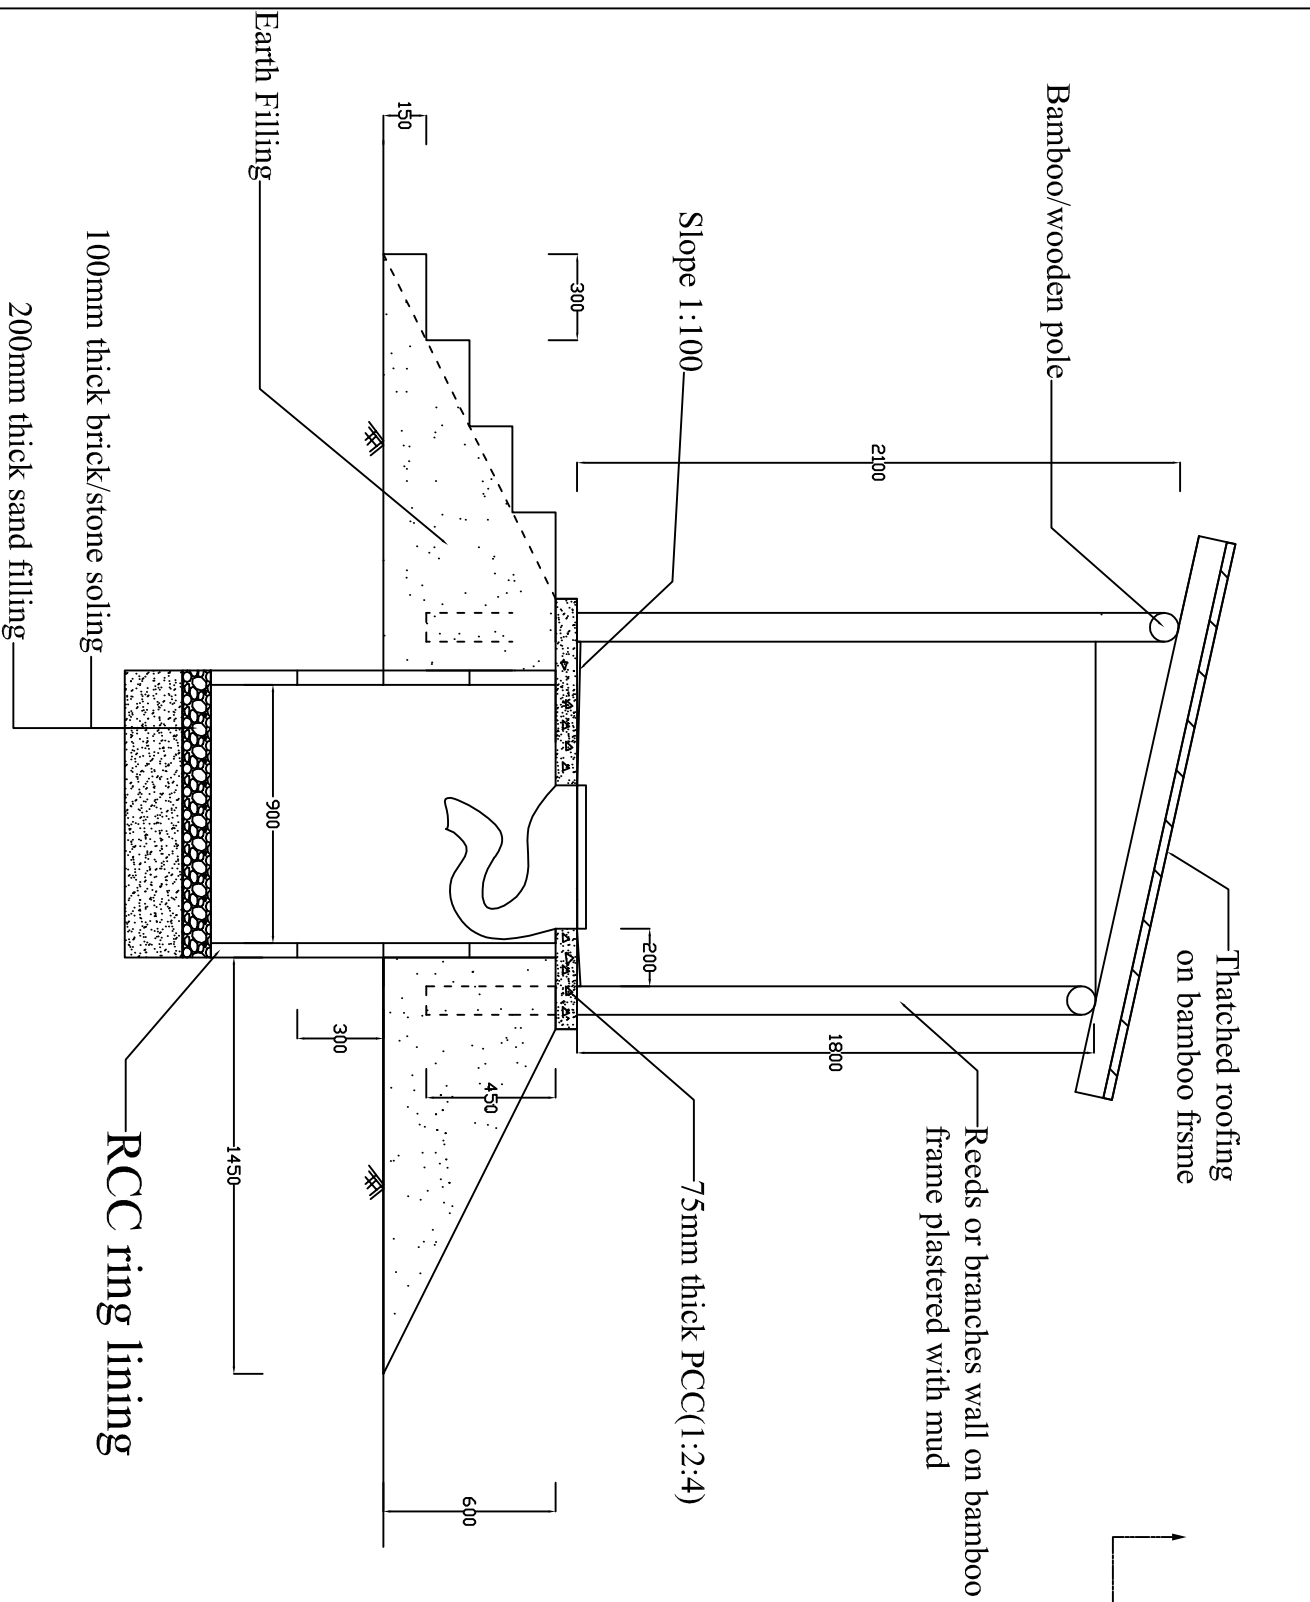 Thatched roofing
on bamboo frsme
Bamboo/wooden pole
Reeds or branches wall on bamboo
frame plastered with mud
2100
1800
Slope 1:100
75mm thick PCC(1:2:4)
200
300
450
600
150
Earth Filling
300
900
1450
RCC ring lining
100mm thick brick/stone soling
200mm thick sand filling